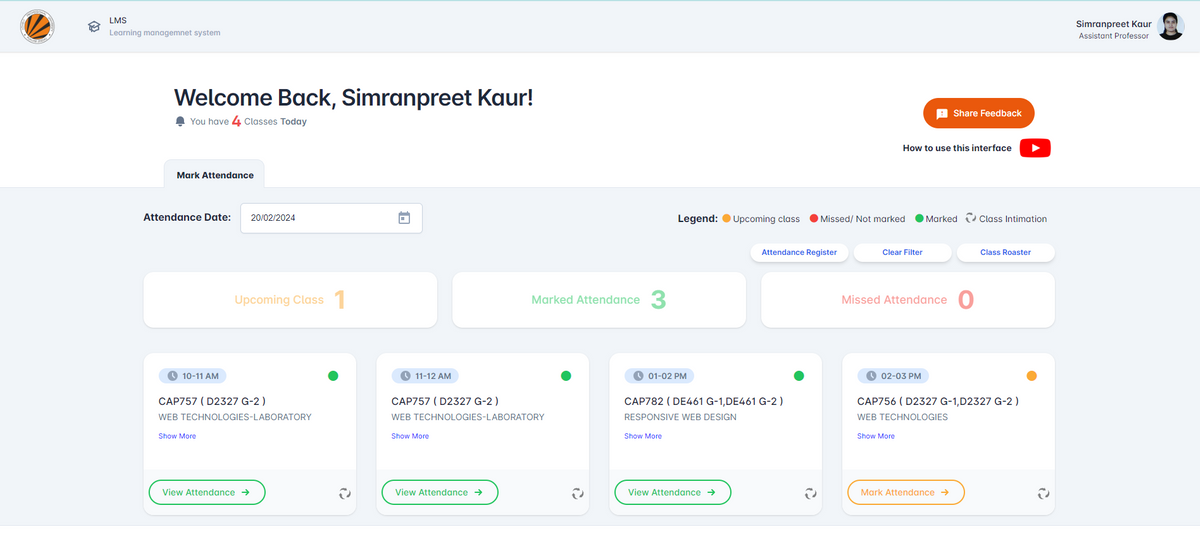 LMS
Learning managemnet system
Simranpreet Kaur
Assistant Professor
Welcome Back, Simranpreet Kaur!
You have 4 Classes Today
Share Feedback
How to use this interface
Mark Attendance
Attendance Date:
20/02/2024
Legend: Upcoming class Missed/ Not marked Marked Class Intimation
Attendance Register
Clear Filter
Class Roaster
Upcoming Class 1
Marked Attendance 3
Missed Attendance 0
10-11 AM
CAP757 ( D2327 G-2 )
WEB TECHNOLOGIES-LABORATORY
Show More
View Attendance
11-12 AM
CAP757 ( D2327 G-2 )
WEB TECHNOLOGIES-LABORATORY
Show More
View Attendance
01-02 PM
CAP782 ( DE461 G-1,DE461 G-2 )
RESPONSIVE WEB DESIGN
Show More
View Attendance
02-03 PM
CAP756 ( D2327 G-1,D2327 G-2 )
WEB TECHNOLOGIES
Show More
Mark Attendance